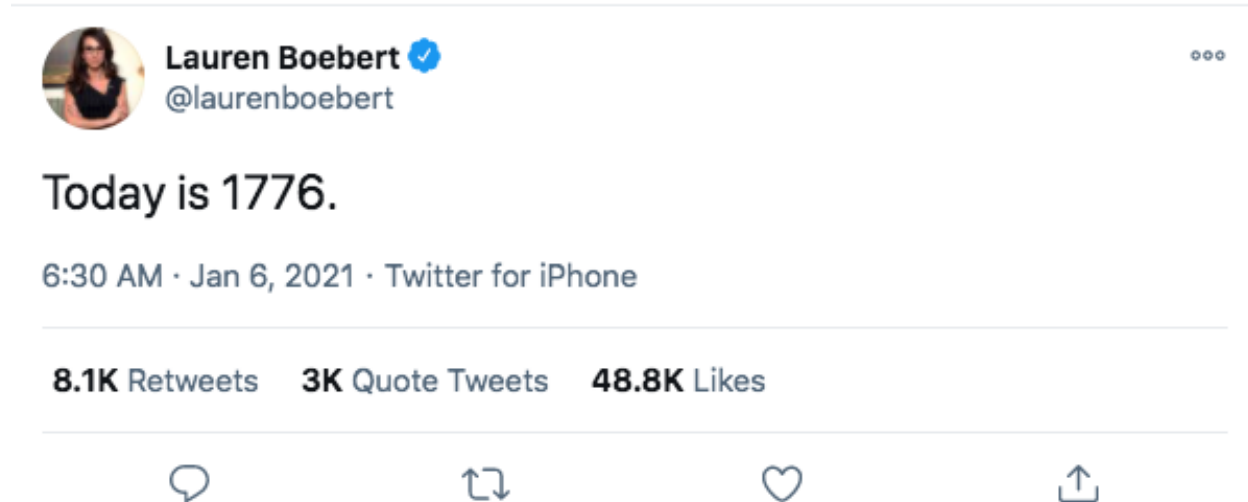 Lauren Boebert
@laurenboebert
Today is 1776.
6:30 AM · Jan 6, 2021 · Twitter for iPhone
8.1K Retweets 3K Quote Tweets 48.8K Likes